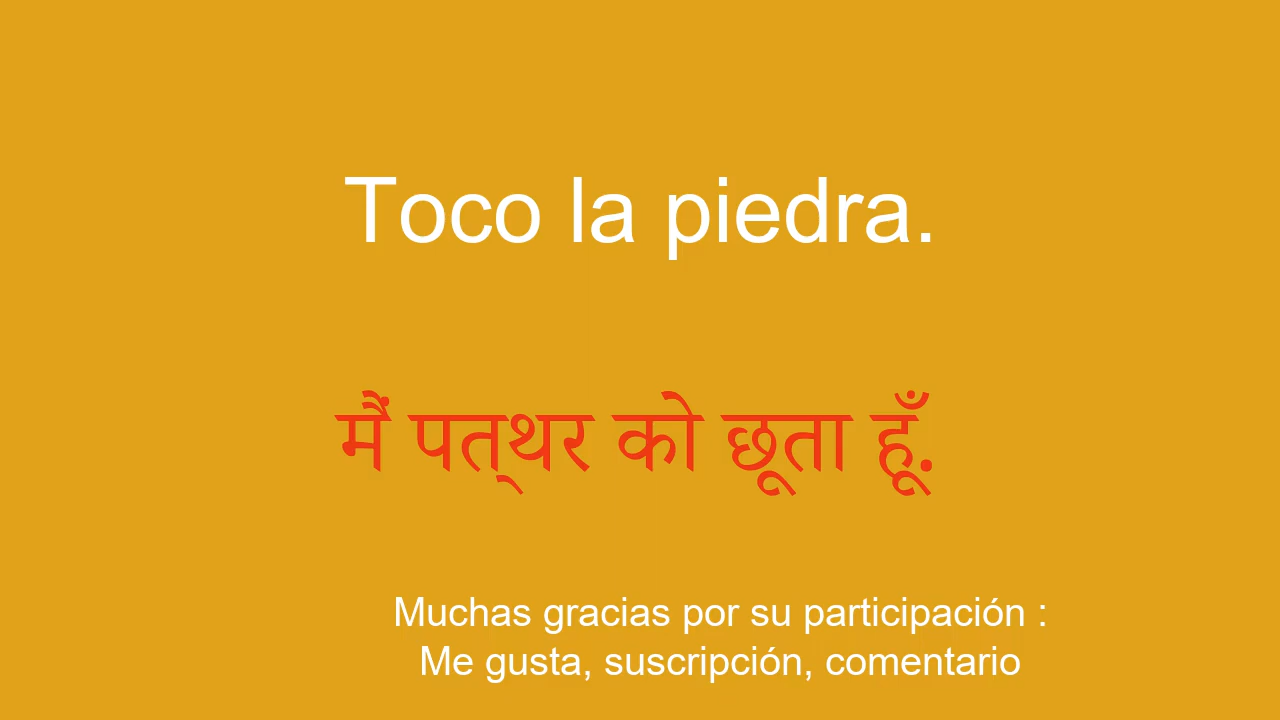 Toco la piedra.
मैं पत्‌थर को छूता हूँ.
Muchas gracias por su participación :
Me gusta, suscripción, comentario